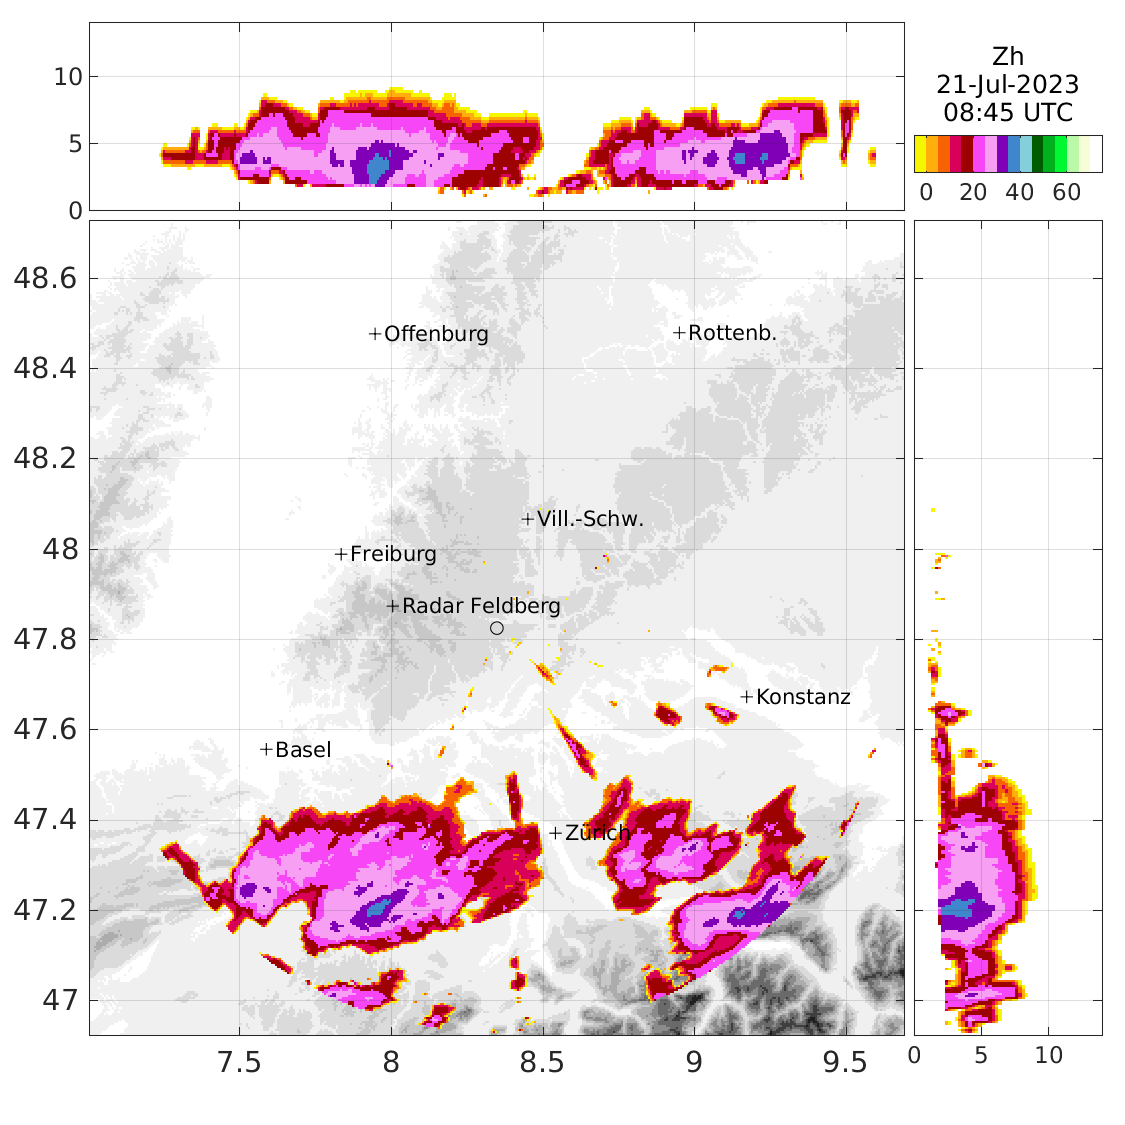 10
5
0
Zh
21-Jul-2023
08:45 UTC
0 20 40 60
48.6
48.4
48.2
48
47.8
47.6
47.4
47.2
47
+Offenburg
+Rottenb.
+Vill.-Schw.
+Freiburg
+Radar Feldberg
+Konstanz
+Basel
+Zürich
7.5 8 8.5 9 9.5
0 5 10